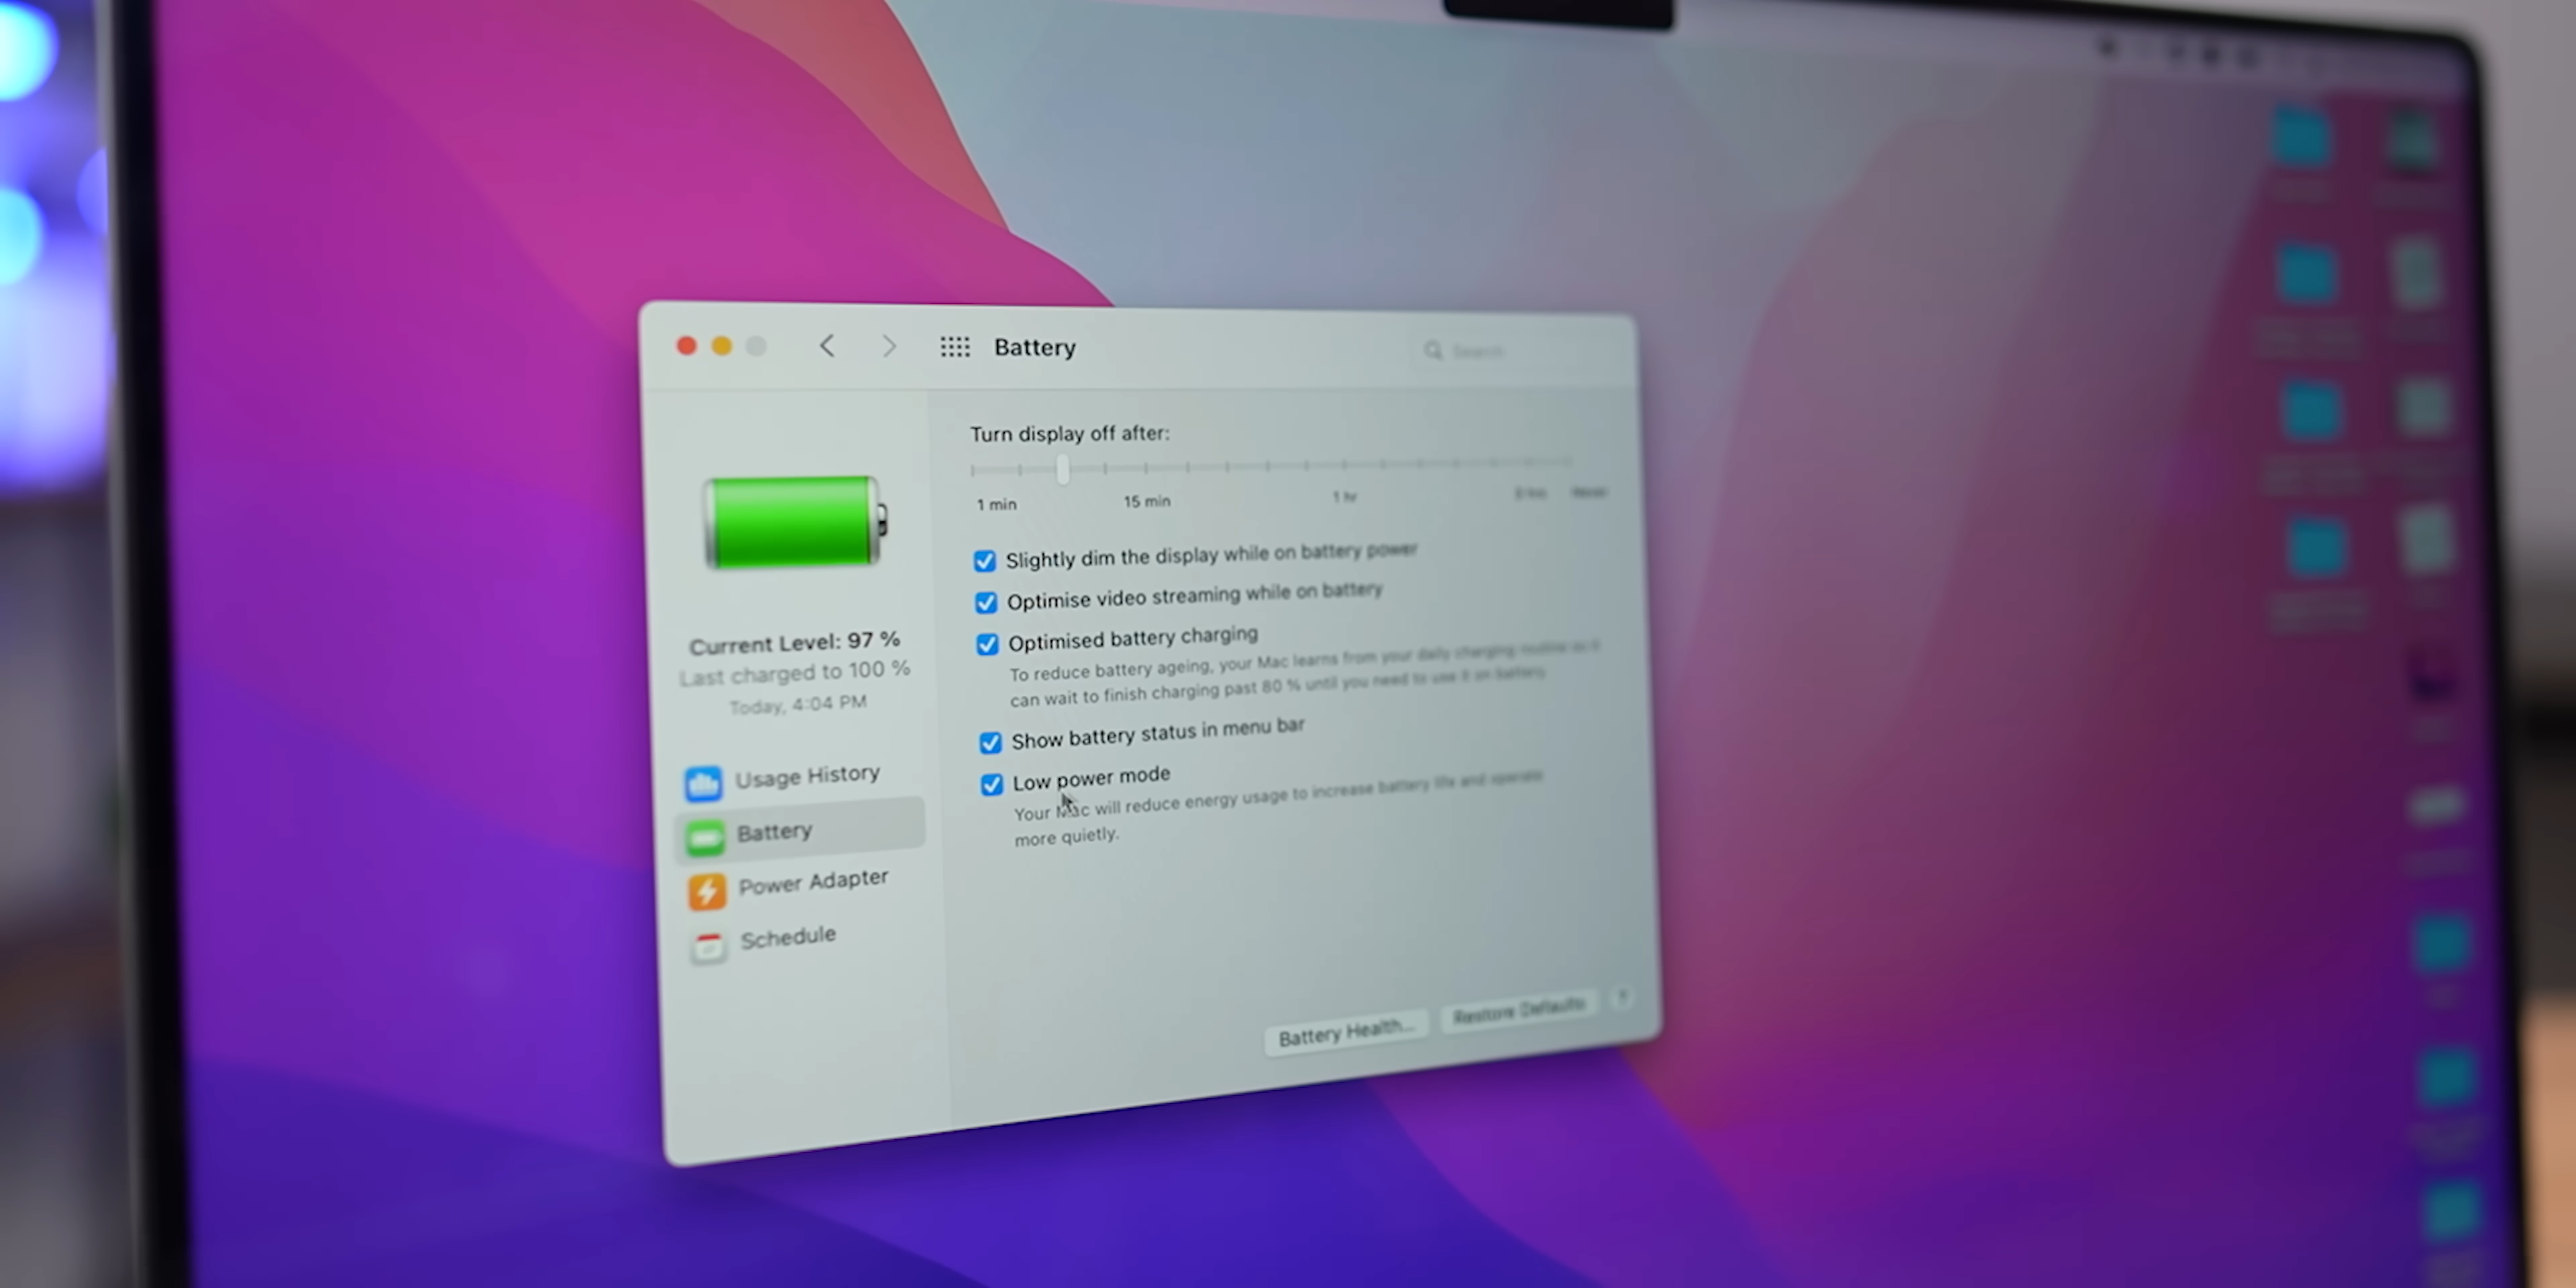 Battery
Search
Turn display off after:
1 min 15 min 1 hr
Slightly dim the display while on battery power
Optimise video streaming while on battery
Optimised battery charging
To reduce battery ageing, your Mac learns from your daily charging routine so it
can wait to finish charging past 80 % until you need to use it on battery
Show battery status in menu bar
Low power mode
Your Mac will reduce energy usage to increase battery life and operate
more quietly.
Current Level: 97 %
Last charged to 100 %
Today, 4:04 PM
Usage History
Battery
Power Adapter
Schedule
Battery Health...
Restore Defaults
?